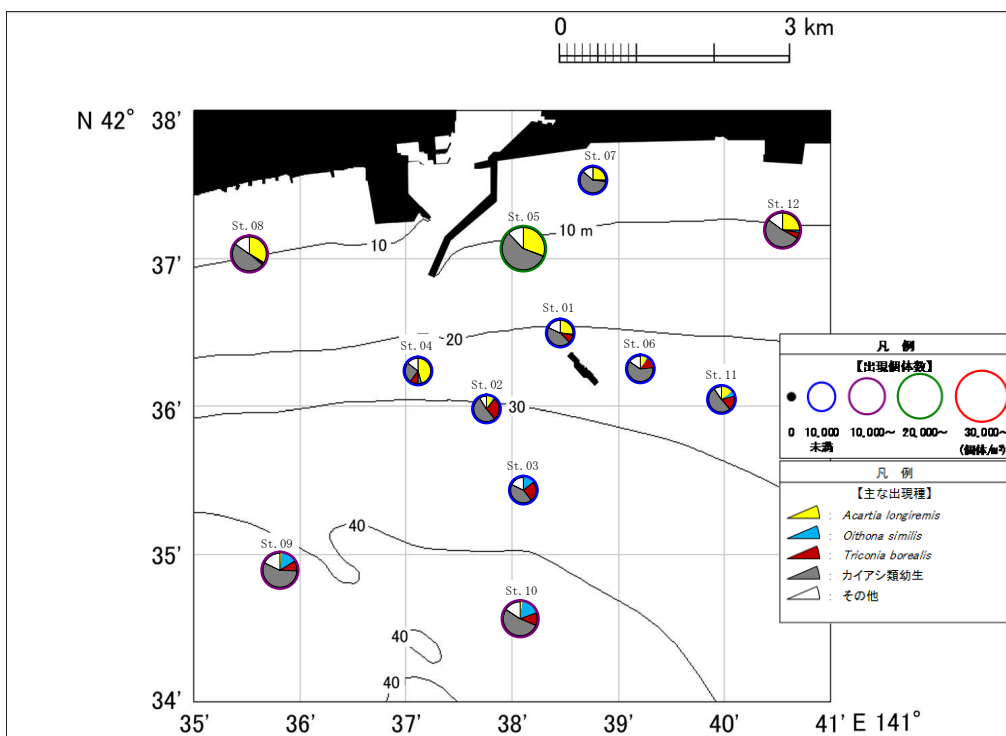 0 3 km
N 42° 38'
St.07
St.12
St.08
St.05
10
10 m
37'
St.01
20
St.04
St.06
St.11
St.02
36'
30
St.03
40
St.09
35'
St.10
40
40
34'
35' 36' 37' 38' 39' 40' 41' E 141°
凡 例
【出現個体数】
0 10,000未満 10,000~ 20,000~ 30,000~
(個体/m³)
凡 例
【主な出現種】
: Acartia longiremis
: Oithona similis
: Triconia borealis
: カイアシ類幼生
: その他